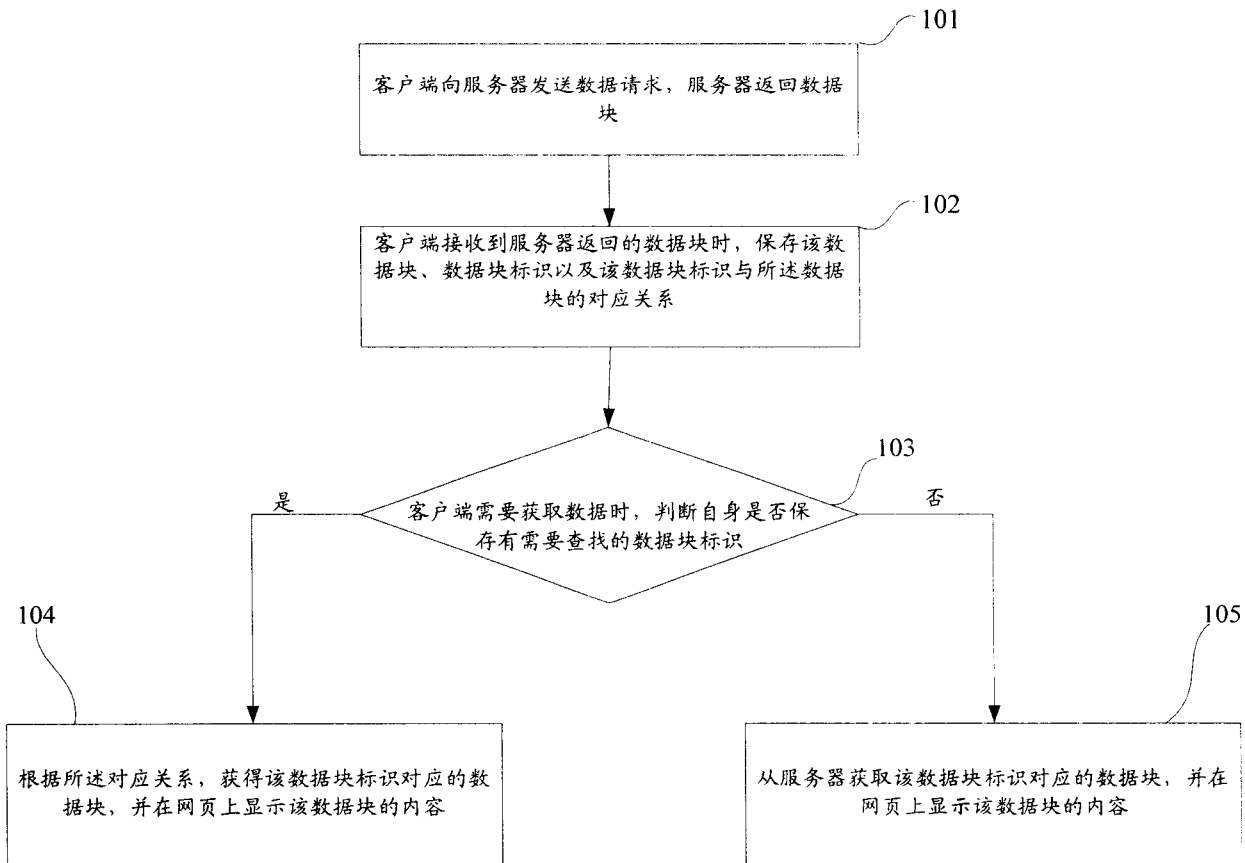 101
客户端向服务器发送数据请求，服务器返回数据
块
102
客户端接收到服务器返回的数据块时，保存该数
据块、数据块标识以及该数据块标识与所述数据
块的对应关系
103
是
否
客户端需要获取数据时，判断自身是否保
存有需要查找的数据块标识
104
105
根据所述对应关系，获得该数据块标识对应的数
据块，并在网页上显示该数据块的内容
从服务器获取该数据块标识对应的数据块，并在
网页上显示该数据块的内容